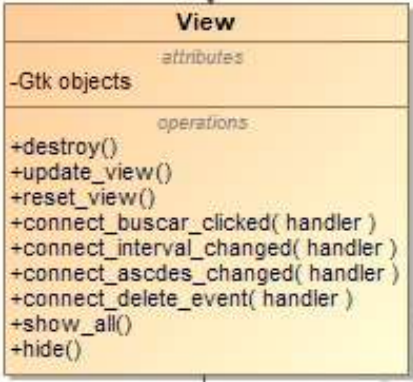 View
attributes
-Gtk objects
operations
+destroy()
+update_view()
+reset_view()
+connect_buscar_clicked( handler )
+connect_interval_changed( handler )
+connect_ascdes_changed( handler )
+connect_delete_event( handler )
+show_all()
+hide()